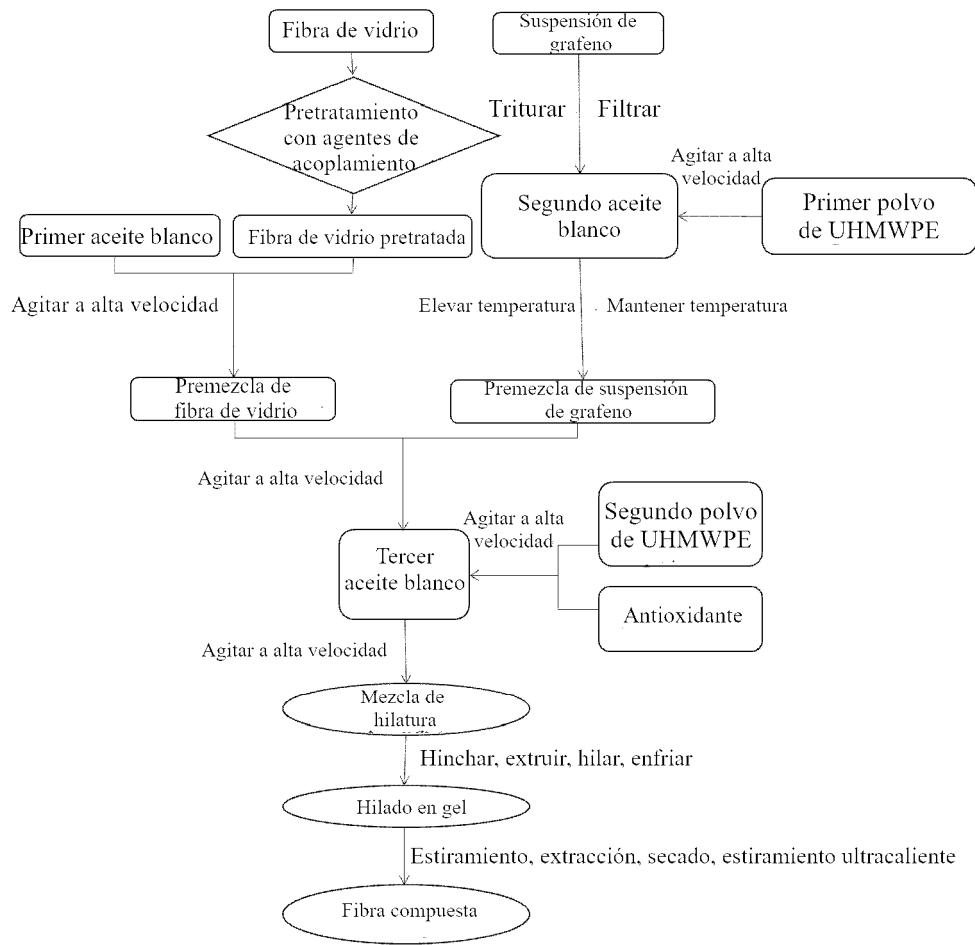 Fibra de vidrio
Suspensión de
grafeno
Pretratamiento
con agentes de
acoplamiento
Triturar
Filtrar
Agitar a alta
velocidad
Segundo aceite
blanco
Primer polvo
de UHMWPE
Primer aceite blanco
Fibra de vidrio pretratada
Agitar a alta velocidad
Elevar temperatura
Mantener temperatura
Premezcla de
fibra de vidrio
Premezcla de suspensión
de grafeno
Agitar a alta velocidad
Agitar a alta
velocidad
Segundo polvo
de UHMWPE
Tercer
aceite blanco
Antioxidante
Agitar a alta velocidad
Mezcla de
hilatura
Hinchar, extruir, hilar, enfriar
Hilado en gel
Estiramiento, extracción, secado, estiramiento ultracaliente
Fibra compuesta